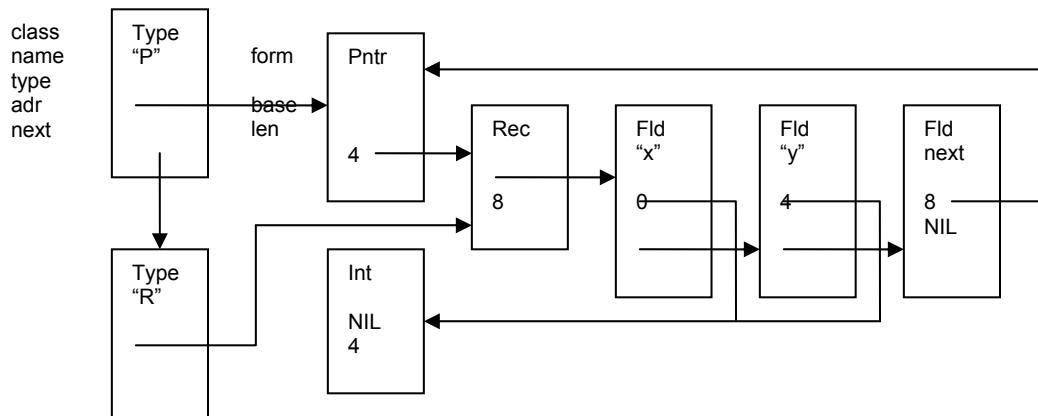 class
name
type
adr
next
Type
“P”
form
base
len
Pntr
4
Rec
8
Fld
“x”
0
Fld
“y”
4
Fld
next
8
NIL
Type
“R”
Int
NIL
4